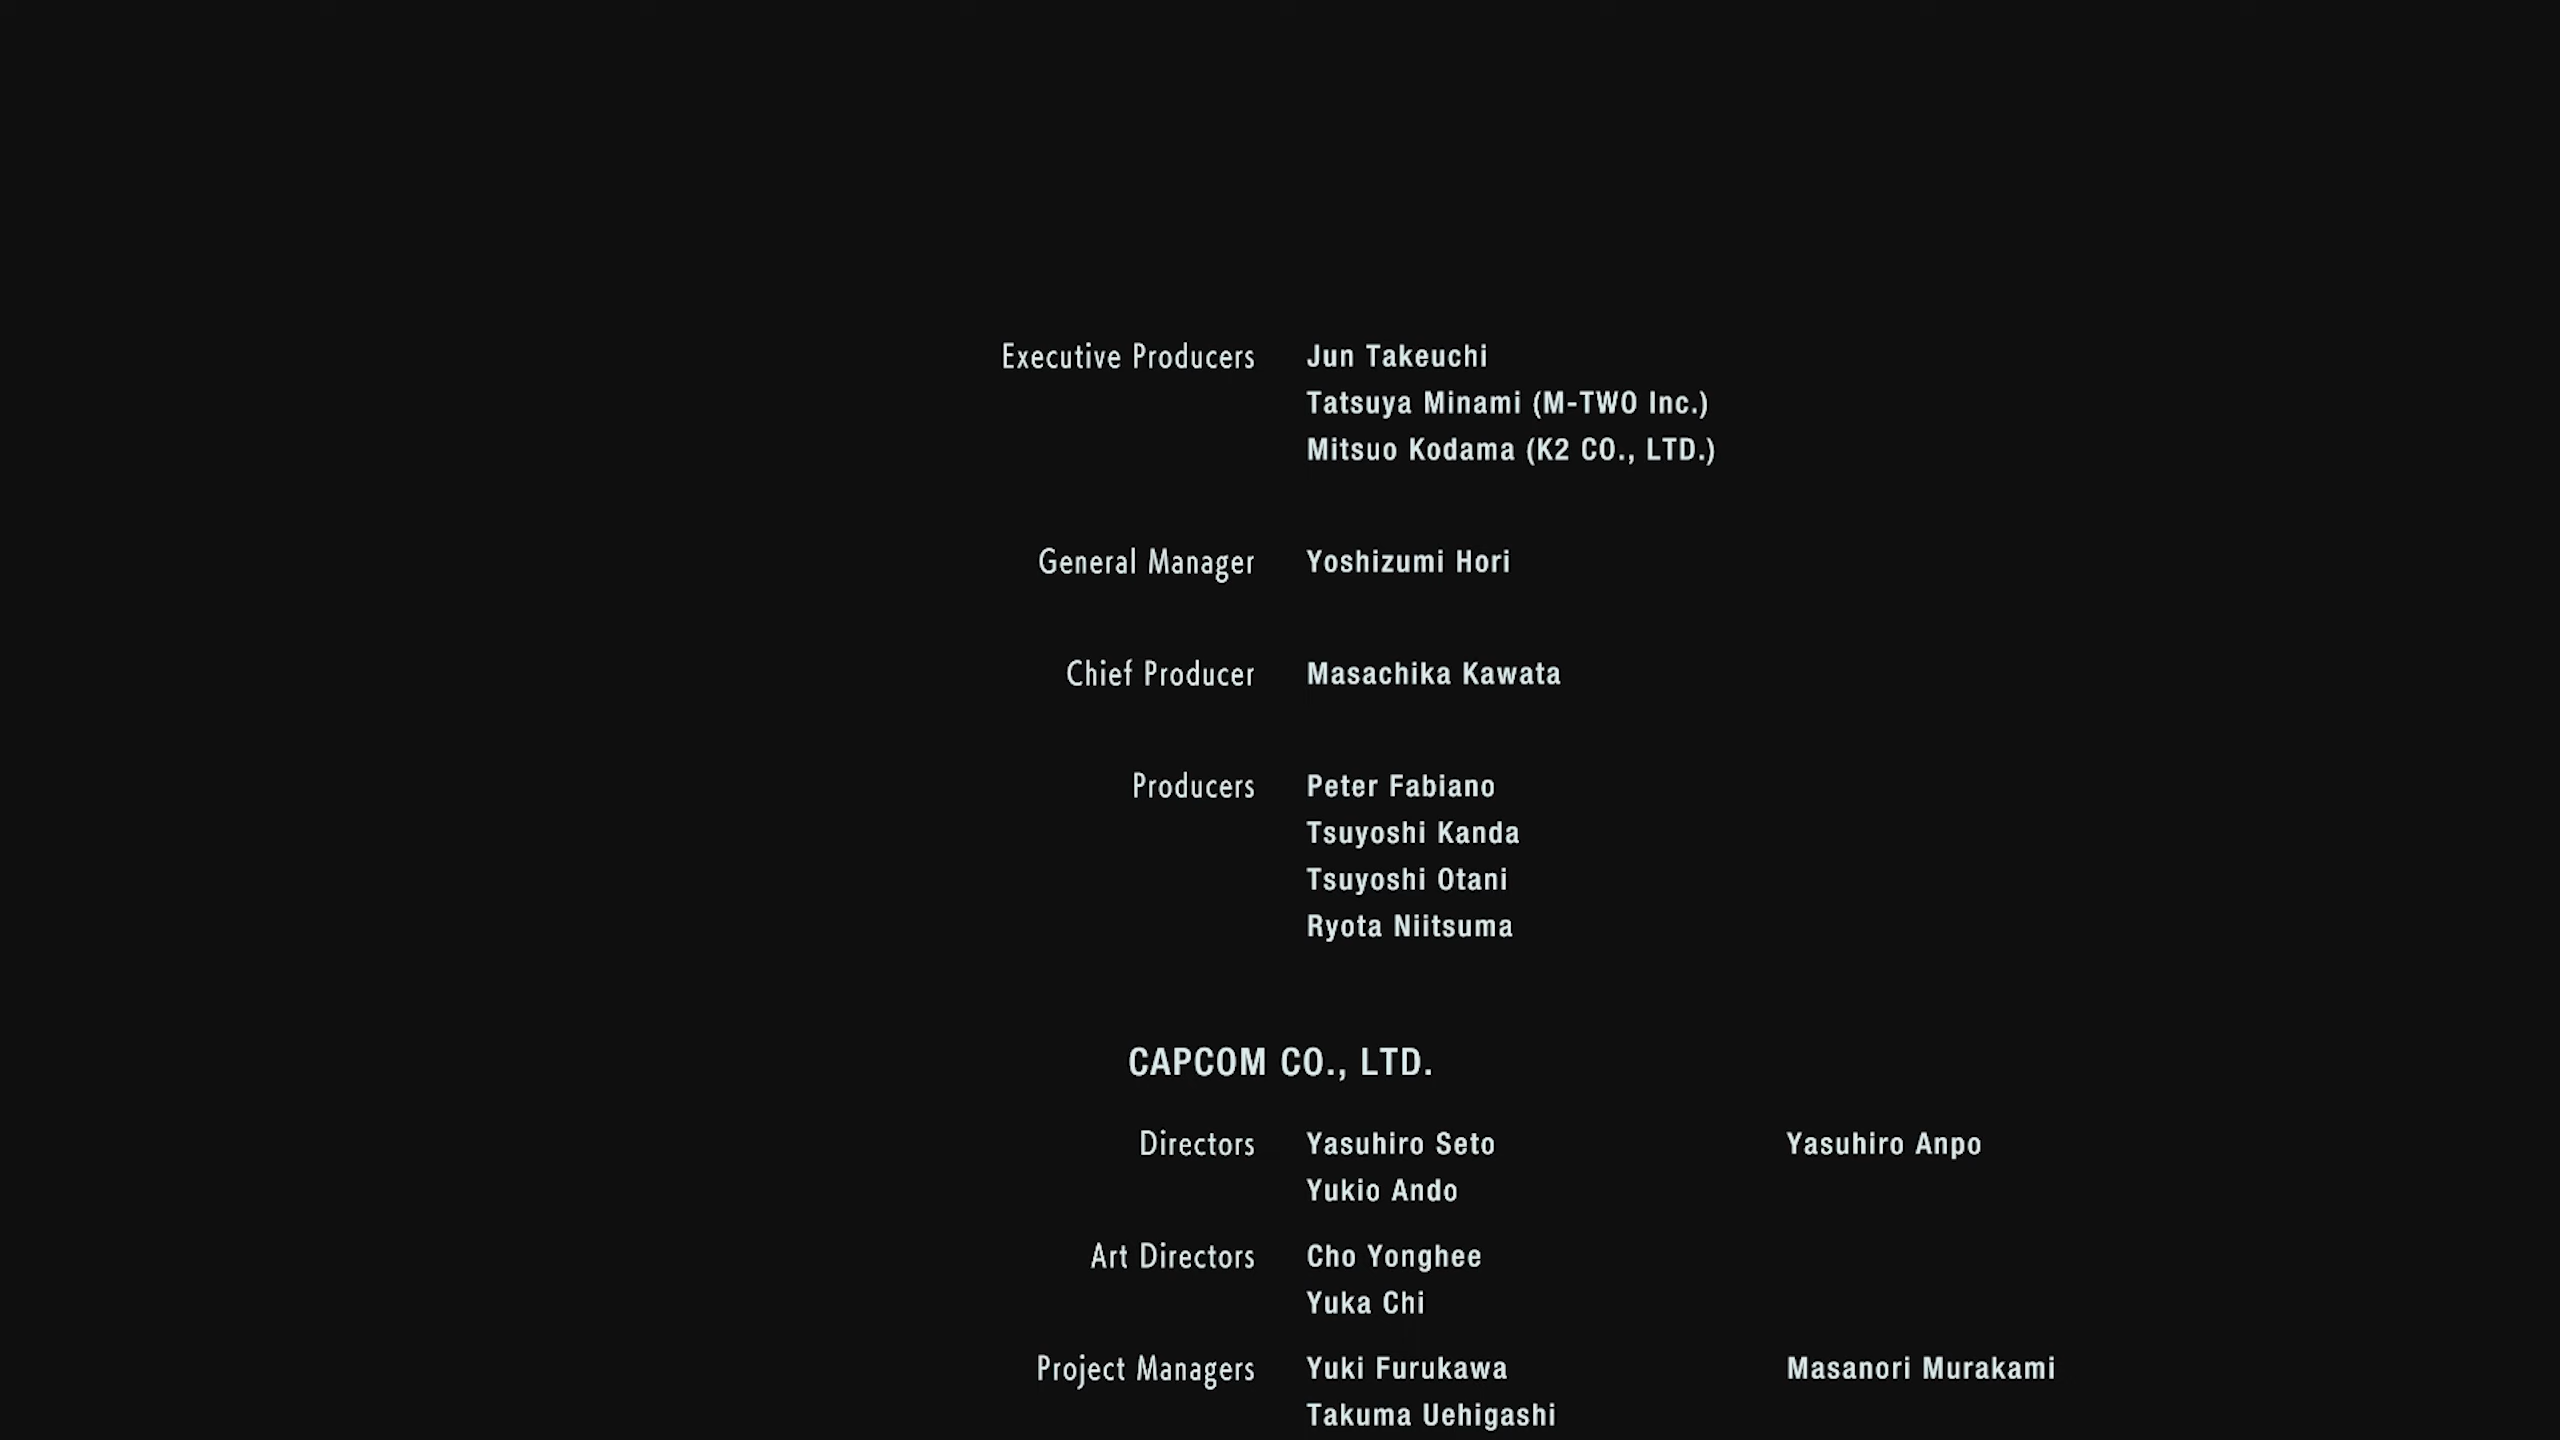 Executive Producers Jun Takeuchi
Tatsuya Minami (M-TWO Inc.)
Mitsuo Kodama (K2 CO., LTD.)
General Manager Yoshizumi Hori
Chief Producer Masachika Kawata
Producers Peter Fabiano
Tsuyoshi Kanda
Tsuyoshi Otani
Ryota Niitsuma
CAPCOM CO., LTD.
Directors Yasuhiro Seto Yasuhiro Anpo
Yukio Ando
Art Directors Cho Yonghee
Yuka Chi
Project Managers Yuki Furukawa Masanori Murakami
Takuma Uehigashi